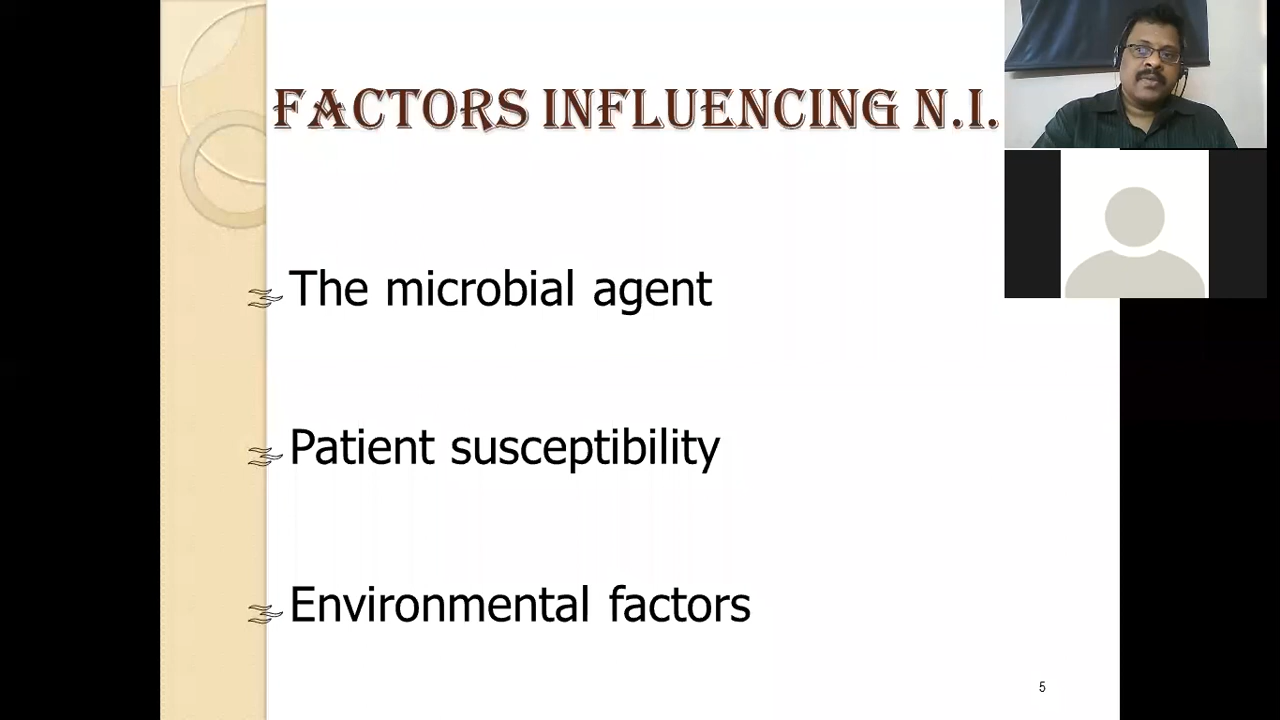 FACTORS INFLUENCING N.I.
The microbial agent
Patient susceptibility
Environmental factors
5